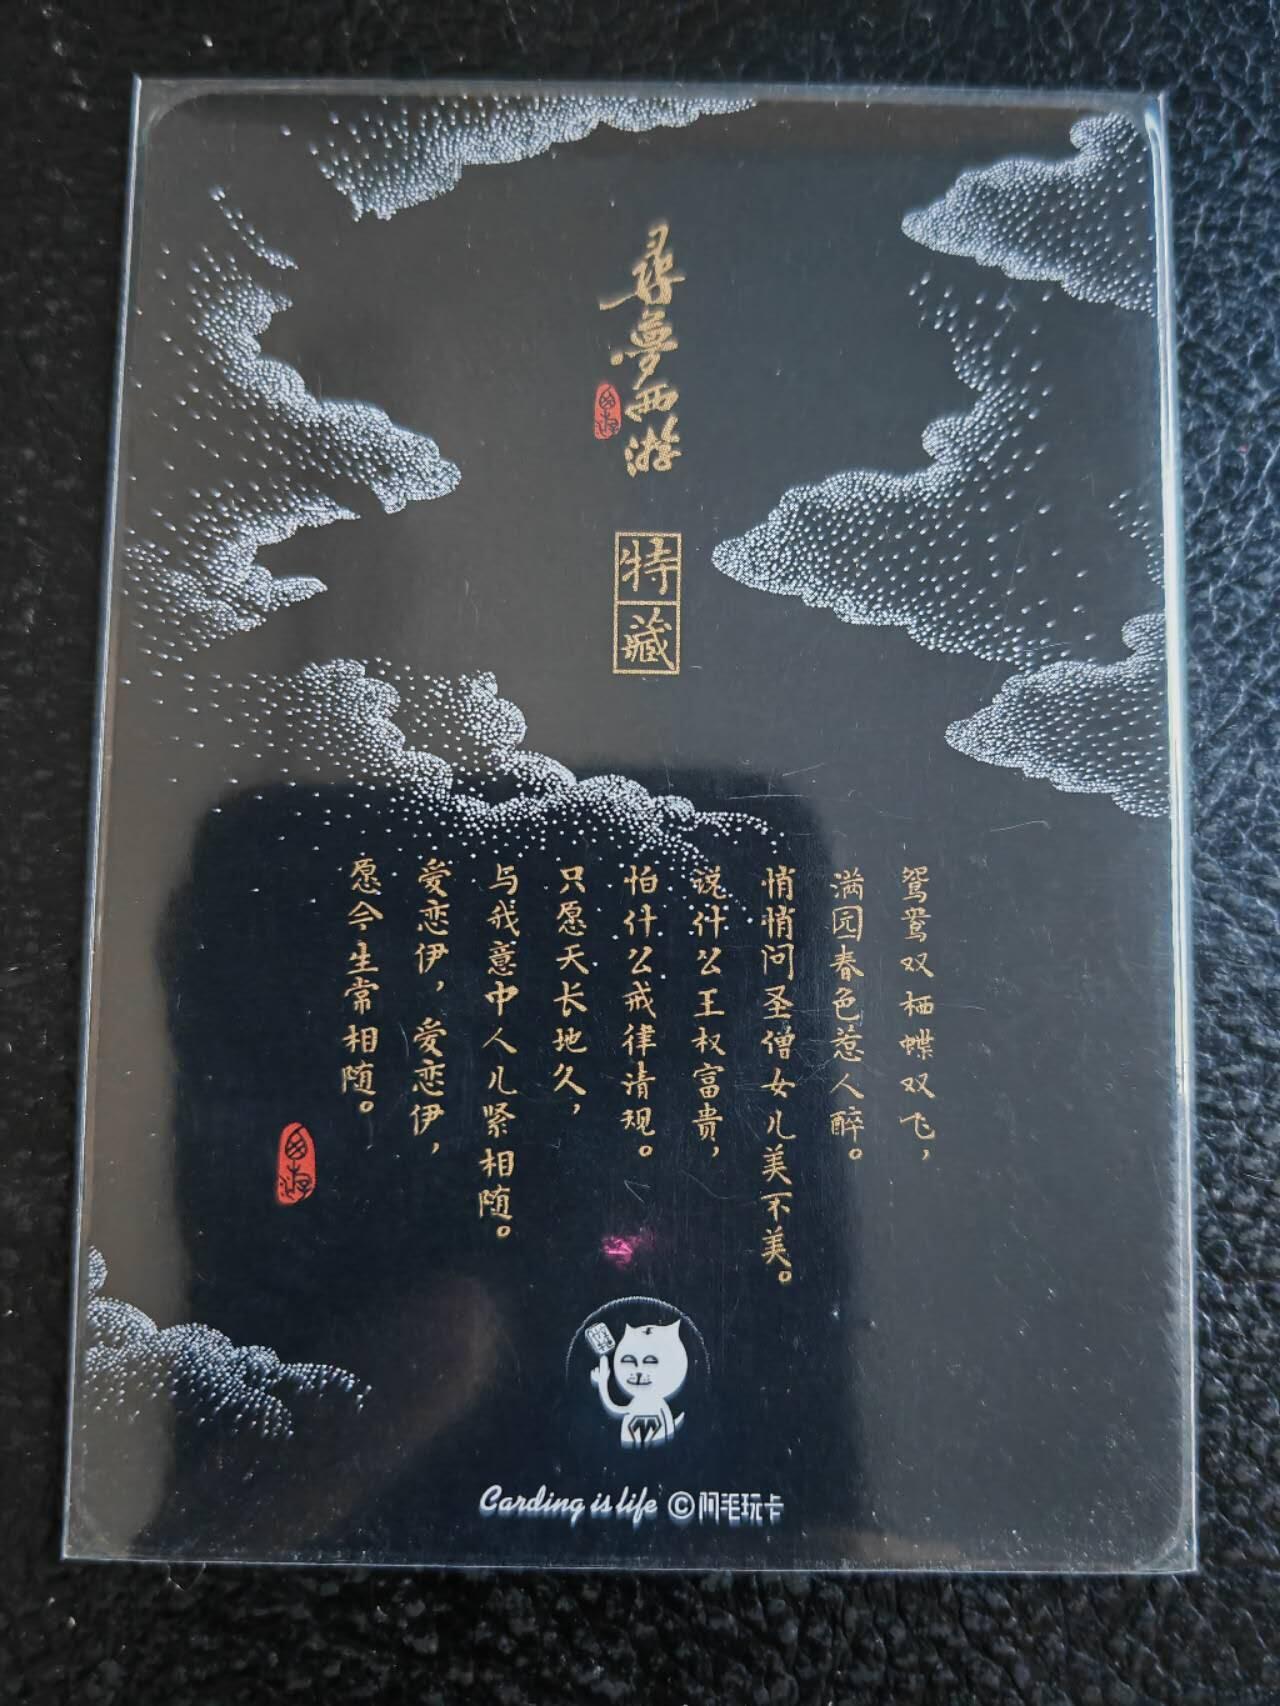 尋夢西游
特藏
鸳鸯双栖蝶双飞，
满园春色惹人醉。
悄悄问圣僧女儿美不美。
说什么王权富贵，
怕什么戒律清规。
只愿天长地久，
与我意中人儿紧相随。
爱恋伊，爱恋伊，
愿今生常相随。
Carding is life ©阿毛玩卡